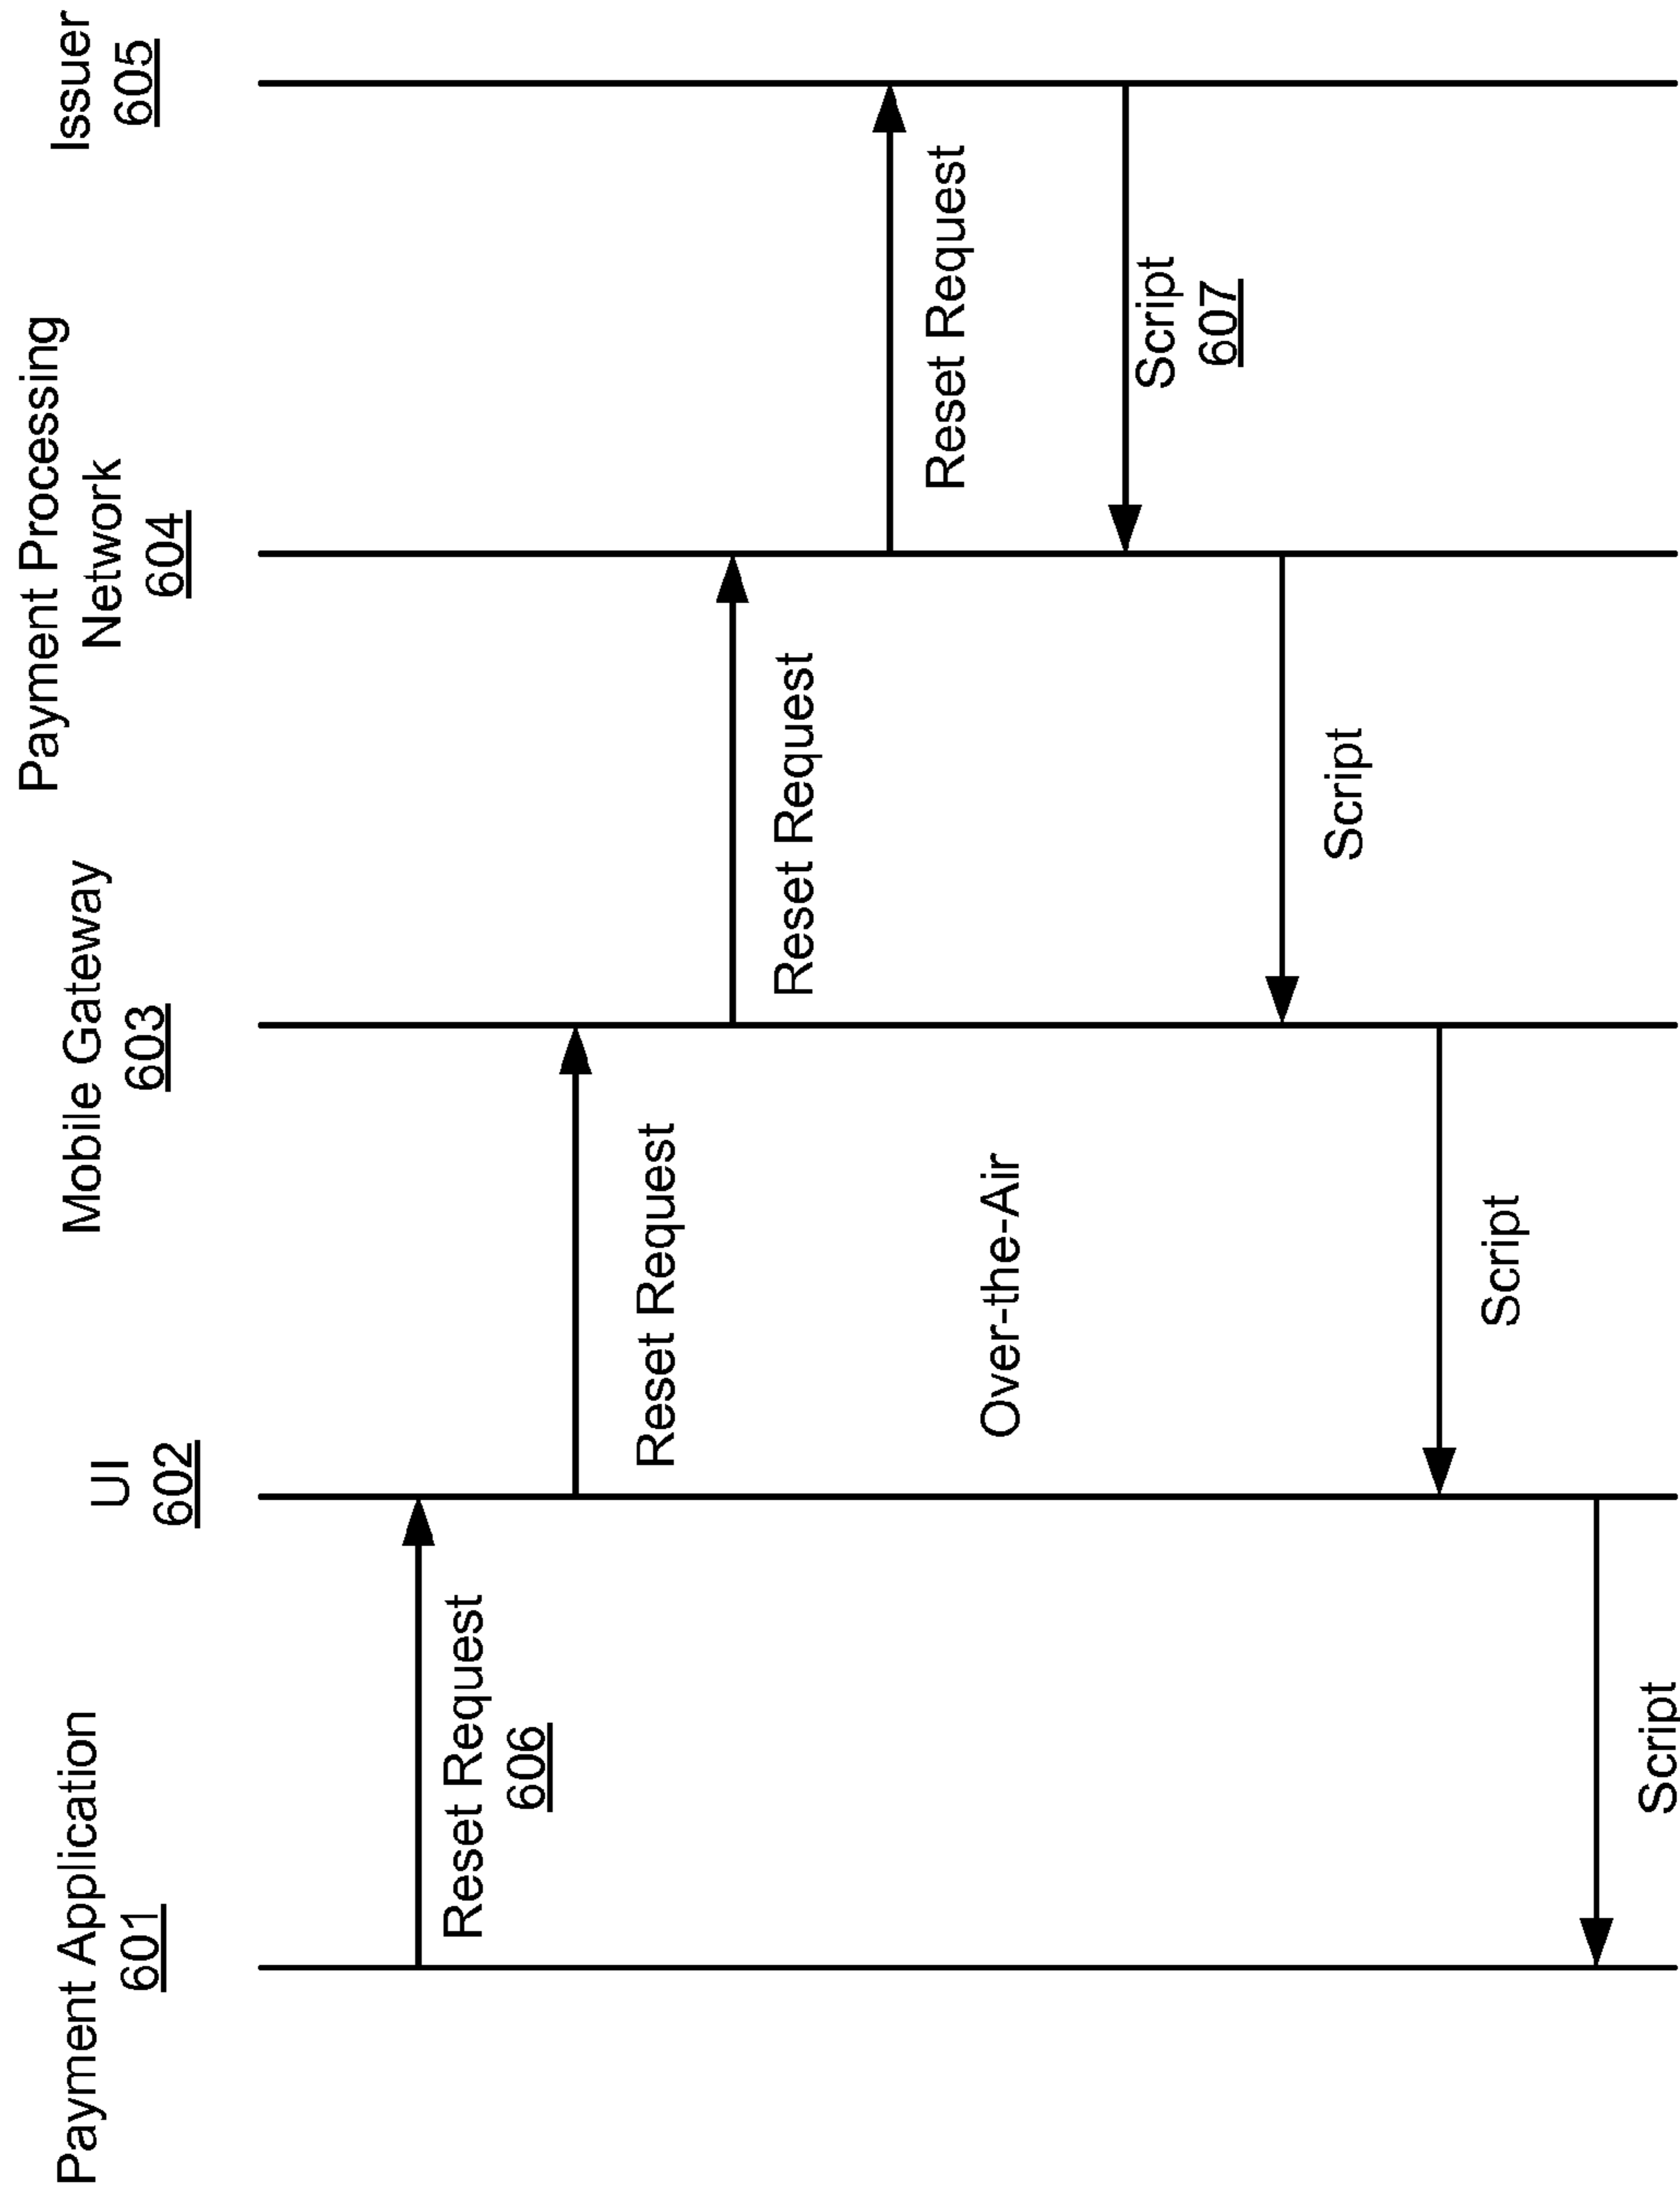 Payment Application
601
UI
602
Mobile Gateway
603
Payment Processing
Network
604
Issuer
605
Reset Request
606
Reset Request
Reset Request
Reset Request
Over-the-Air
Script
607
Script
Script
Script